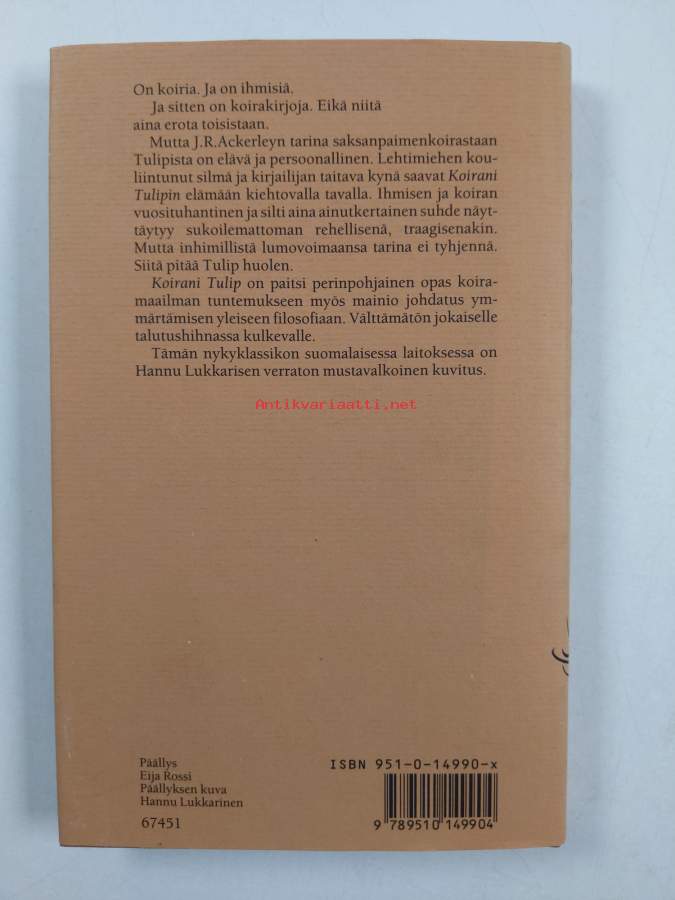 On koiria. Ja on ihmisiä.
Ja sitten on koirakirjoja. Eikä niitä
aina erota toisistaan.
Mutta J.R.Ackerleyn tarina saksanpaimenkoirastaan
Tulipista on elävä ja persoonallinen. Lehtimiehen kou-
liintunut silmä ja kirjailijan taitava kynä saavat Koirani
Tulipin elämään kiehtovalla tavalla. Ihmisen ja koiran
vuosituhantinen ja silti aina ainutkertainen suhde näyt-
täytyy sukoilemattoman rehellisenä, traagisenakin.
Mutta inhimillistä lumovoimaansa tarina ei tyhjennä.
Siitä pitää Tulip huolen.
Koirani Tulip on paitsi perinpohjainen opas koira-
maailman tuntemukseen myös mainio johdatus ym-
märtämisen yleiseen filosofiaan. Välttämätön jokaiselle
talutushihnassa kulkevalle.
Tämän nykyklassikon suomalaisessa laitoksessa on
Hannu Lukkarisen verraton mustavalkoinen kuvitus.
Antikvariaatti.net
Päällys
Eija Rossi
Päällyksen kuva
Hannu Lukkarinen
67451
ISBN 951-0-14990-x
9 789510 149904